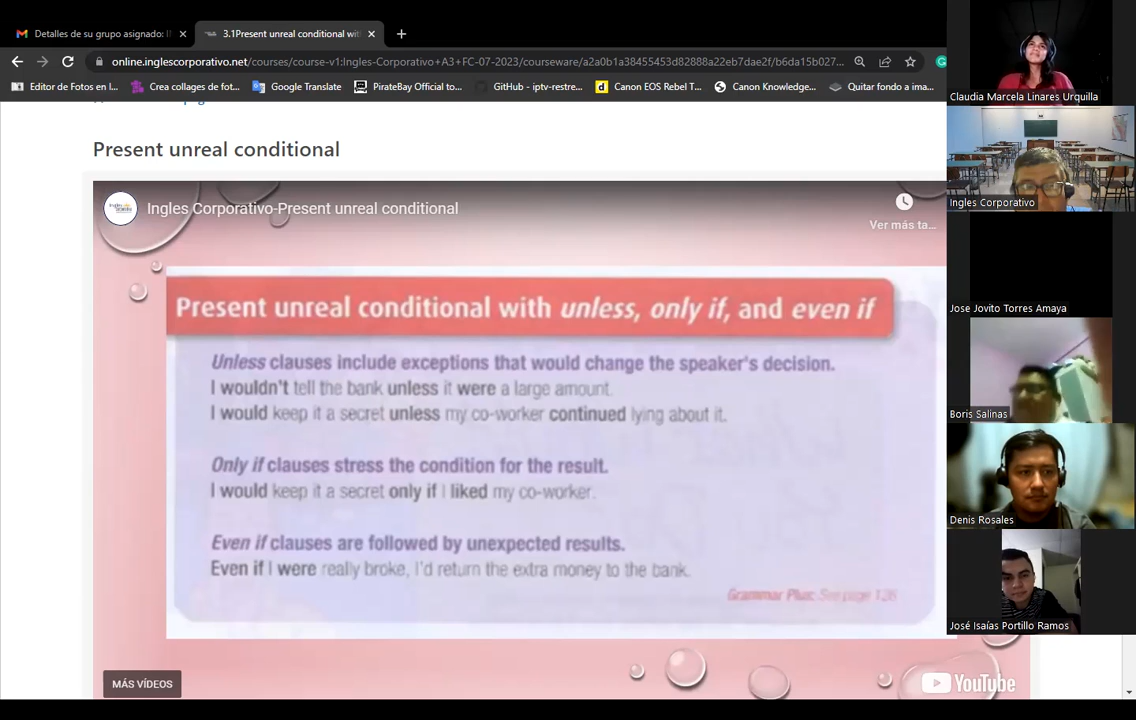 Detalles de su grupo asignado: (I
3.1Present unreal conditional wit
online.inglescorporativo.net/courses/course-v1:Ingles-Corporativo+A3+FC-07-2023/courseware/a2a0b1a38455453d82888a22eb7dae2f/b6da15b027...
Editor de Fotos en l...
Crea collages de fot...
Google Translate
PirateBay Official to...
GitHub - iptv-restre...
Canon EOS Rebel T...
Canon Knowledge...
Quitar fondo a ima...
Present unreal conditional
Ingles Corporativo-Present unreal conditional
Ver más ta...
Present unreal conditional with unless, only if, and even if
Unless clauses include exceptions that would change the speaker's decision.
I wouldn't tell the bank unless it were a large amount.
I would keep it a secret unless my co-worker continued lying about it.
Only if clauses stress the condition for the result.
I would keep it a secret only if I liked my co-worker.
Even if clauses are followed by unexpected results.
Even if I were really broke, I'd return the extra money to the bank.
Grammar Plus: See page 126
MÁS VÍDEOS
YouTube
Claudia Marcela Linares Urquilla
Ingles Corporativo
Jose Jovito Torres Amaya
Boris Salinas
Denis Rosales
José Isaías Portillo Ramos